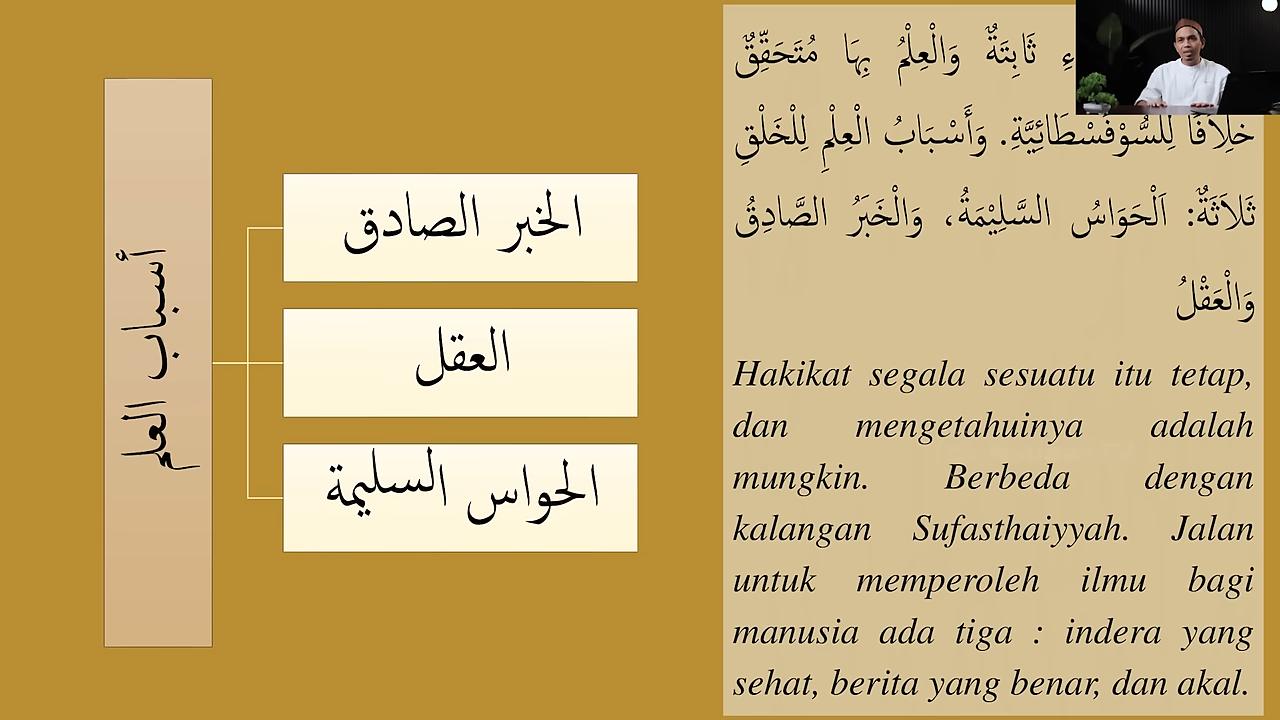 أسباب العلم
الخبر الصادق
العقل
الحواس السليمة
ثَابِتَةٌ وَالْعِلْمُ بِهَا مُتَحَقِّقٌ
خِلَافًا لِلسُّوْفَسْطَائِيَّةِ. وَأَسْبَابُ الْعِلْمِ لِلْخَلْقِ
ثَلَاثَةٌ: اَلْحَوَاسُ السَّلِيْمَةُ، وَالْخَبَرُ الصَّادِقُ
وَالْعَقْلُ
Hakikat segala sesuatu itu tetap,
dan mengetahuinya adalah
mungkin. Berbeda dengan
kalangan Sufasthaiyyah. Jalan
untuk memperoleh ilmu bagi
manusia ada tiga : indera yang
sehat, berita yang benar, dan akal.